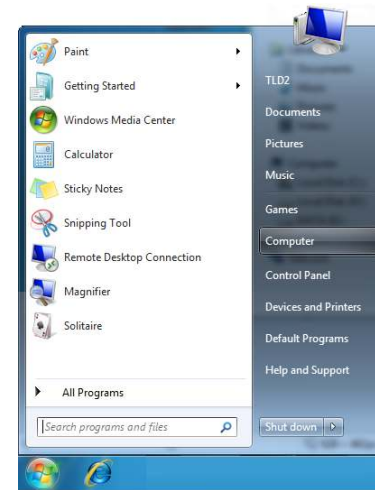 Paint
Getting Started
Windows Media Center
Calculator
Sticky Notes
Snipping Tool
Remote Desktop Connection
Magnifier
Solitaire
All Programs
Search programs and files
TLD2
Documents
Pictures
Music
Games
Computer
Control Panel
Devices and Printers
Default Programs
Help and Support
Shut down